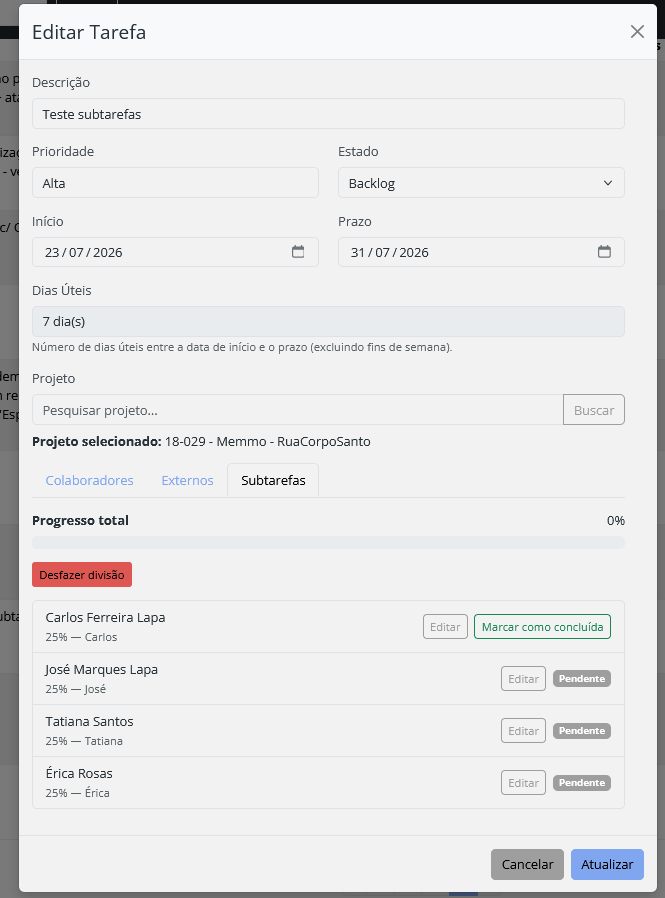 Editar Tarefa
Descrição
Teste subtarefas
Prioridade Estado
Alta Backlog
Início Prazo
23/07/2026 31/07/2026
Dias Úteis
7 dia(s)
Número de dias úteis entre a data de início e o prazo (excluindo fins de semana).
Projeto
Pesquisar projeto... Buscar
Projeto selecionado: 18-029 - Memmo - RuaCorpoSanto
Colaboradores Externos Subtarefas
Progresso total 0%
Desfazer divisão
Carlos Ferreira Lapa Editar Marcar como concluída
25% — Carlos
José Marques Lapa Editar Pendente
25% — José
Tatiana Santos Editar Pendente
25% — Tatiana
Érica Rosas Editar Pendente
25% — Érica
Cancelar Atualizar